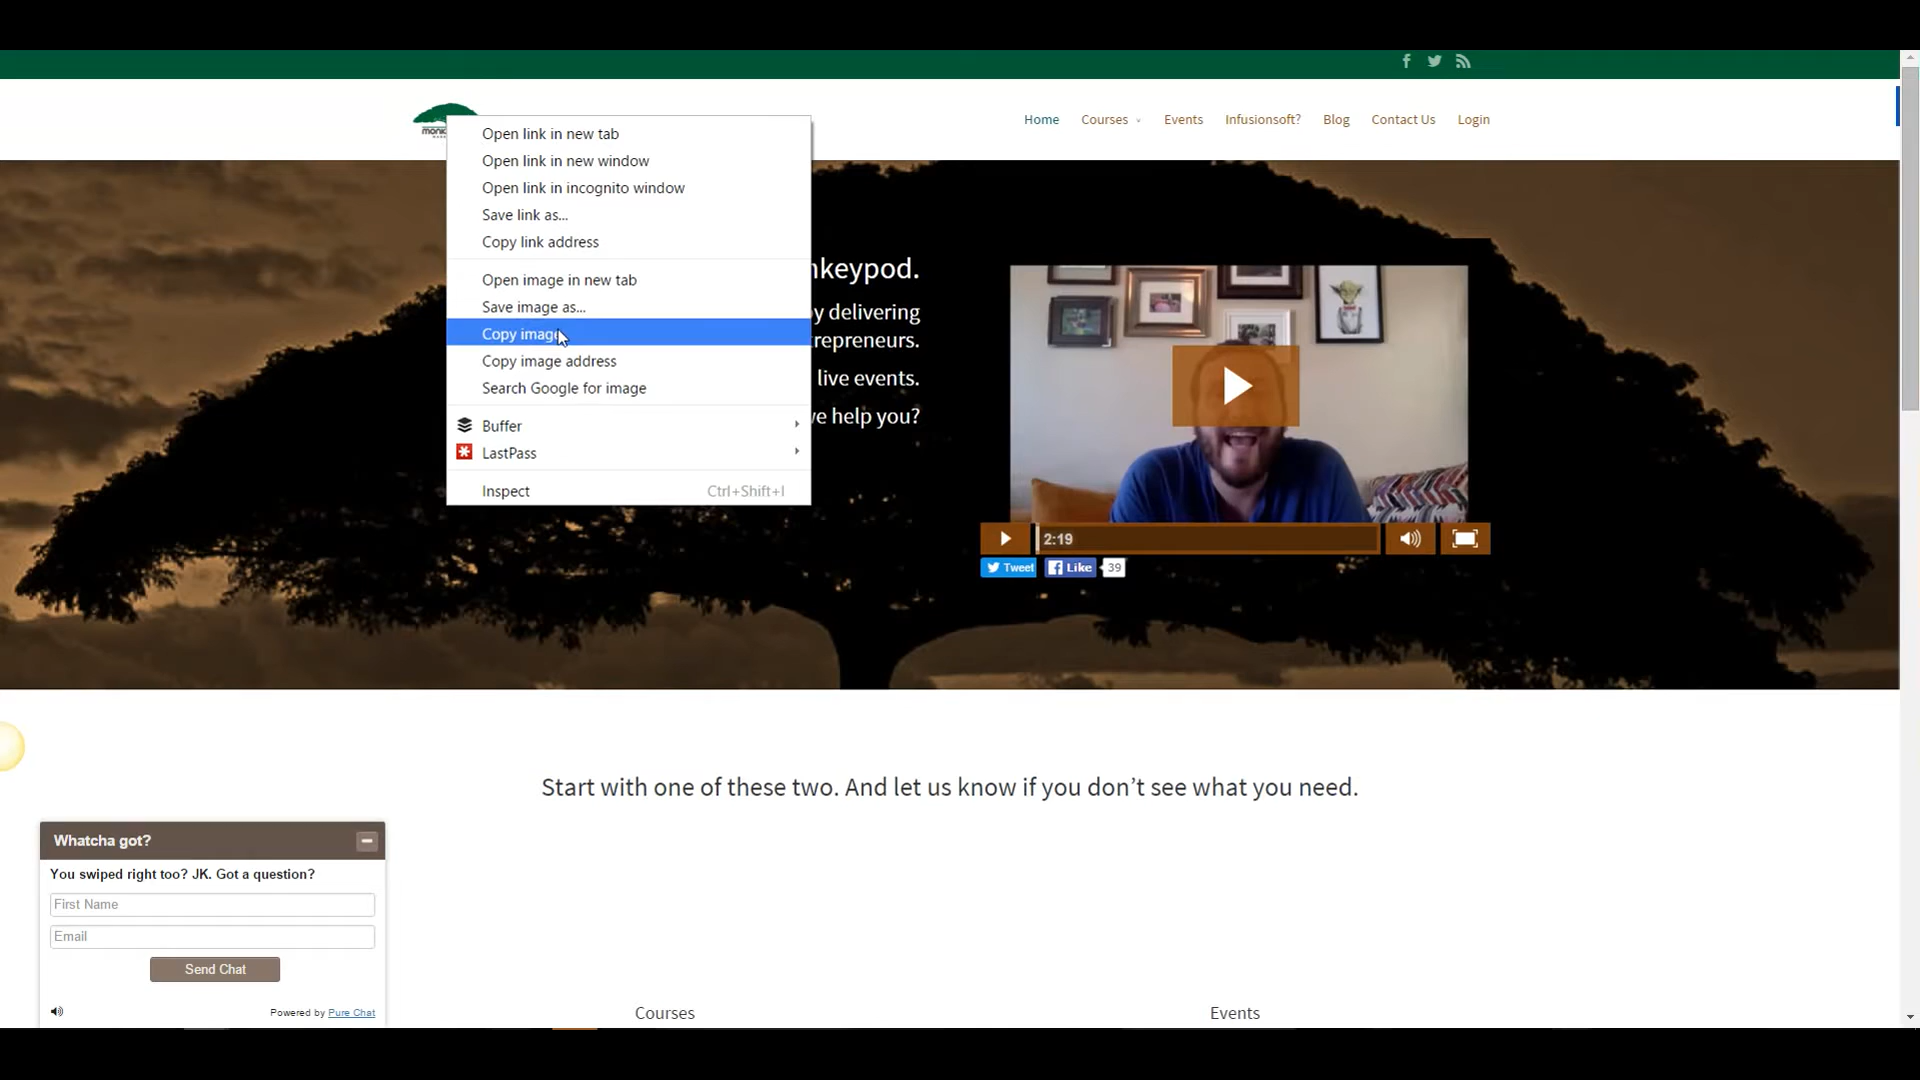 Home
Courses
Events
Infusionsoft?
Blog
Contact Us
Login
Open link in new tab
Open link in new window
Open link in incognito window
Save link as...
Copy link address
Open image in new tab
Save image as...
Copy image
Copy image address
Search Google for image
Buffer
LastPass
Inspect Ctrl+Shift+I
nkeypod.
by delivering
repreneurs.
live events.
we help you?
2:19
Tweet
Like
39
Start with one of these two. And let us know if you don’t see what you need.
Whatcha got?
You swiped right too? JK. Got a question?
First Name
Email
Send Chat
Powered by Pure Chat
Courses
Events